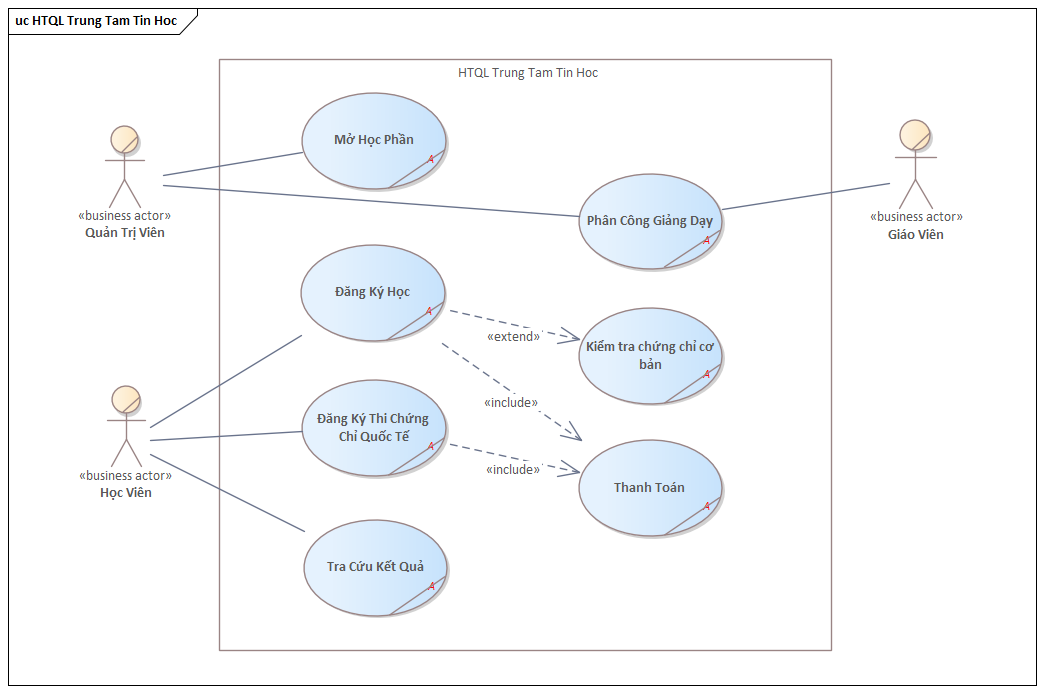 uc HTQL Trung Tam Tin Hoc
HTQL Trung Tam Tin Hoc
Mở Học Phần
A
«business actor»
Quản Trị Viên
Phân Công Giảng Dạy
A
«business actor»
Giáo Viên
Đăng Ký Học
A
«extend»
Kiểm tra chứng chỉ cơ
bản
A
«include»
Đăng Ký Thi Chứng
Chỉ Quốc Tế
A
«include»
Thanh Toán
A
«business actor»
Học Viên
Tra Cứu Kết Quả
A